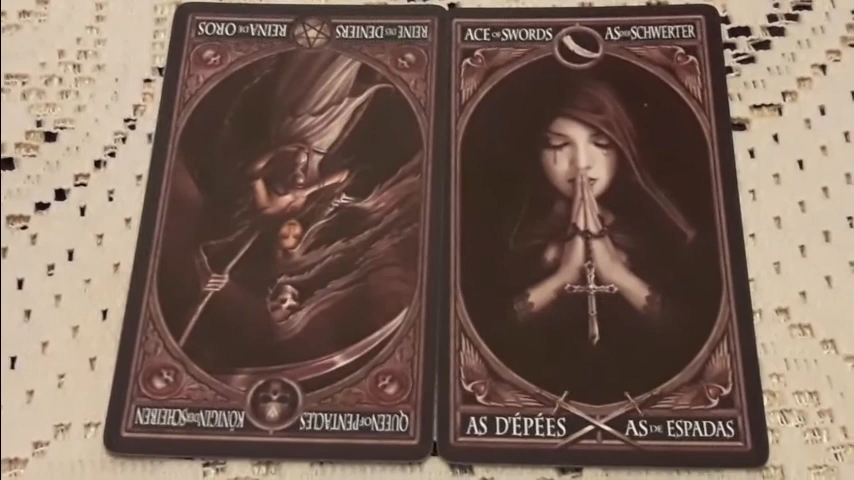 REINA DE OROS
REINE DES DENIERS
KÖNIGIN DER SCHEIBEN
QUEEN OF PENTACLES
ACE OF SWORDS
AS DER SCHWERTER
AS D'ÉPÉES
AS DE ESPADAS